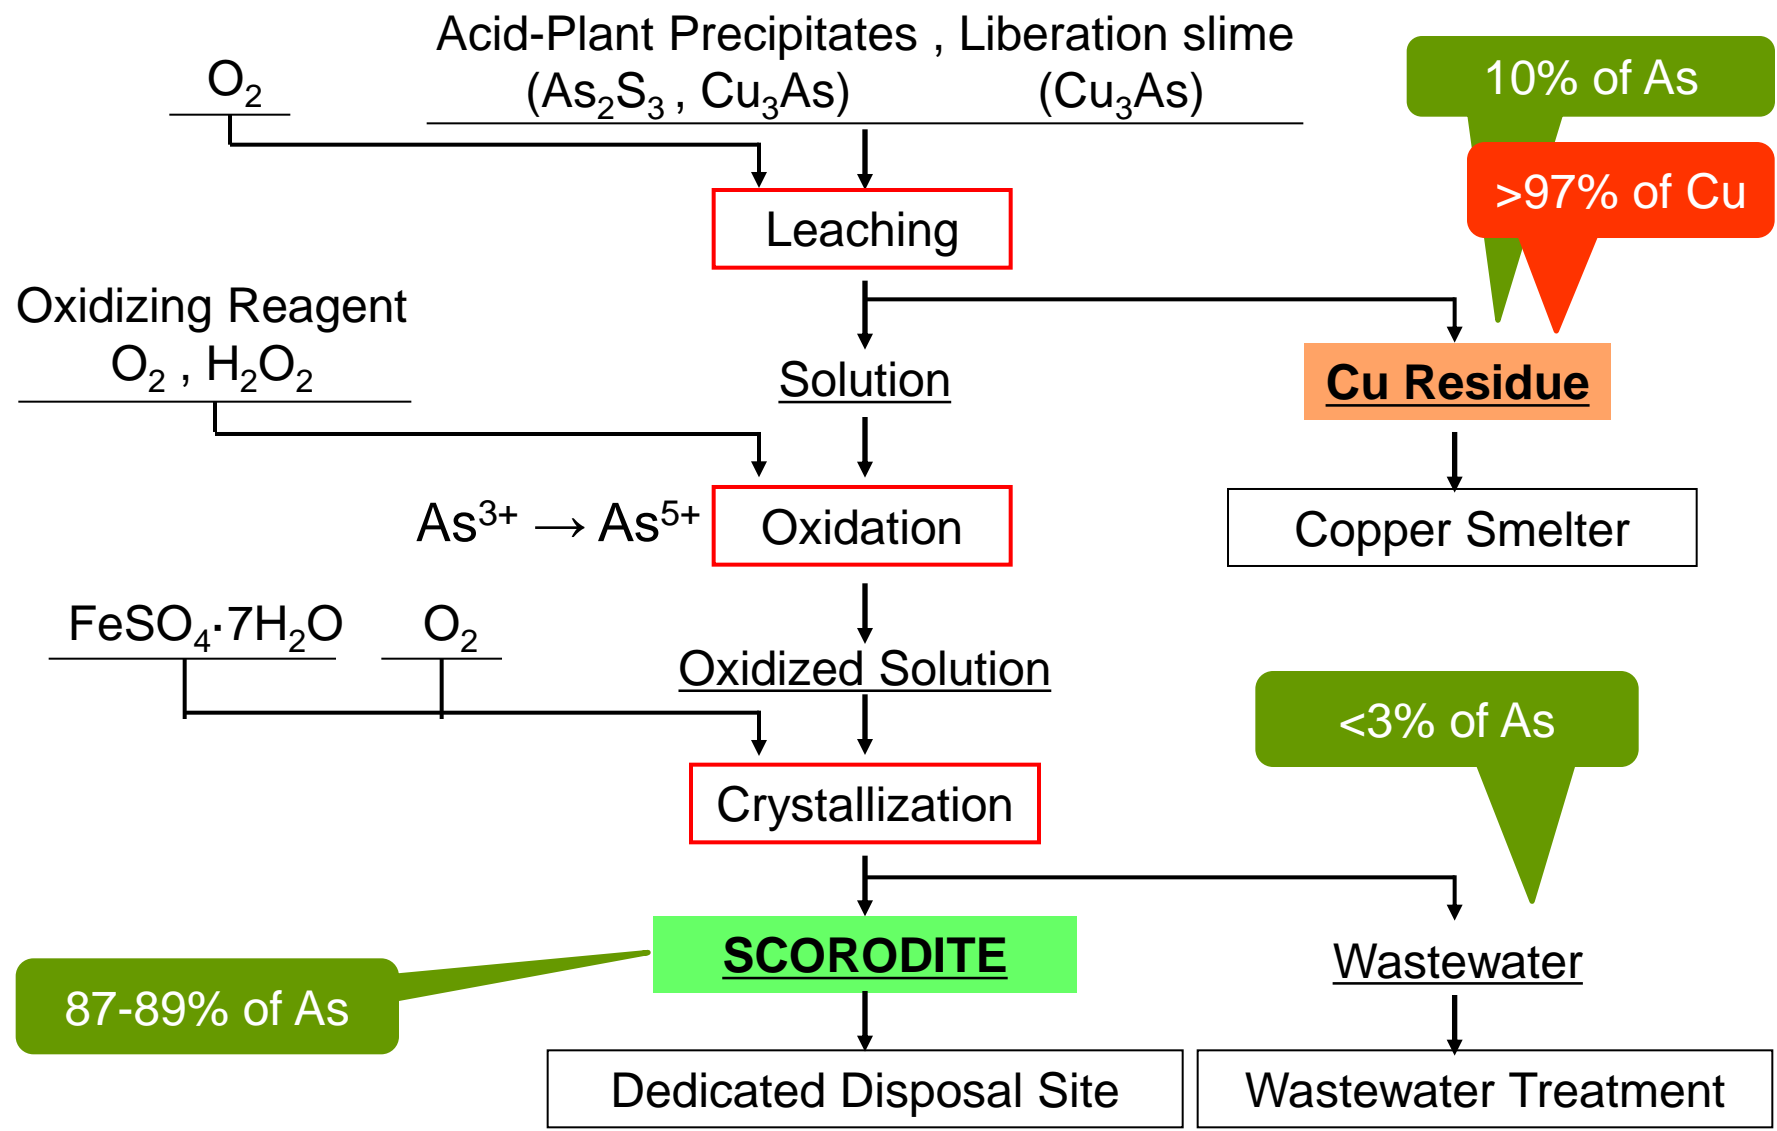 Acid-Plant Precipitates , Liberation slime
(As₂S₃ , Cu₃As) (Cu₃As)
O₂
10% of As
>97% of Cu
Leaching
Oxidizing Reagent
O₂ , H₂O₂
Solution
Cu Residue
As³⁺ → As⁵⁺
Oxidation
Copper Smelter
FeSO₄·7H₂O
O₂
Oxidized Solution
<3% of As
Crystallization
SCORODITE
Wastewater
87-89% of As
Dedicated Disposal Site
Wastewater Treatment